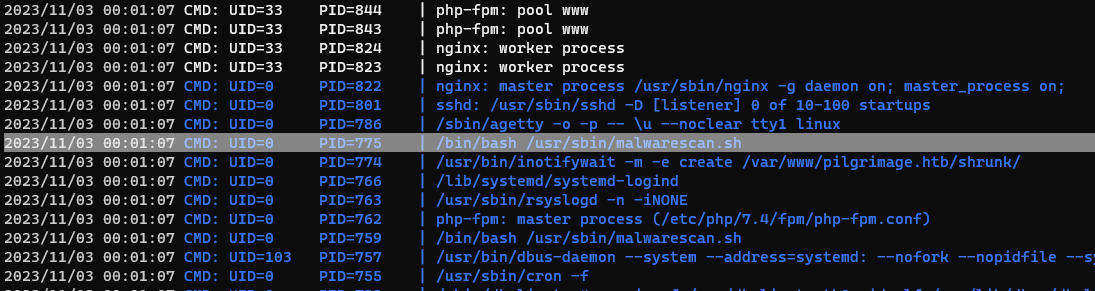 2023/11/03 00:01:07 CMD: UID=33 PID=844 | php-fpm: pool www
2023/11/03 00:01:07 CMD: UID=33 PID=843 | php-fpm: pool www
2023/11/03 00:01:07 CMD: UID=33 PID=824 | nginx: worker process
2023/11/03 00:01:07 CMD: UID=33 PID=823 | nginx: worker process
2023/11/03 00:01:07 CMD: UID=0 PID=822 | nginx: master process /usr/sbin/nginx -g daemon on; master_process on;
2023/11/03 00:01:07 CMD: UID=0 PID=801 | sshd: /usr/sbin/sshd -D [listener] 0 of 10-100 startups
2023/11/03 00:01:07 CMD: UID=0 PID=786 | /sbin/agetty -o -p -- \u --noclear tty1 linux
2023/11/03 00:01:07 CMD: UID=0 PID=775 | /bin/bash /usr/sbin/malwarescan.sh
2023/11/03 00:01:07 CMD: UID=0 PID=774 | /usr/bin/inotifywait -m -e create /var/www/pilgrimage.htb/shrunk/
2023/11/03 00:01:07 CMD: UID=0 PID=766 | /lib/systemd/systemd-logind
2023/11/03 00:01:07 CMD: UID=0 PID=763 | /usr/sbin/rsyslogd -n -iNONE
2023/11/03 00:01:07 CMD: UID=0 PID=762 | php-fpm: master process (/etc/php/7.4/fpm/php-fpm.conf)
2023/11/03 00:01:07 CMD: UID=0 PID=759 | /bin/bash /usr/sbin/malwarescan.sh
2023/11/03 00:01:07 CMD: UID=103 PID=757 | /usr/bin/dbus-daemon --system --address=systemd: --nofork --nopidfile --sy
2023/11/03 00:01:07 CMD: UID=0 PID=755 | /usr/sbin/cron -f